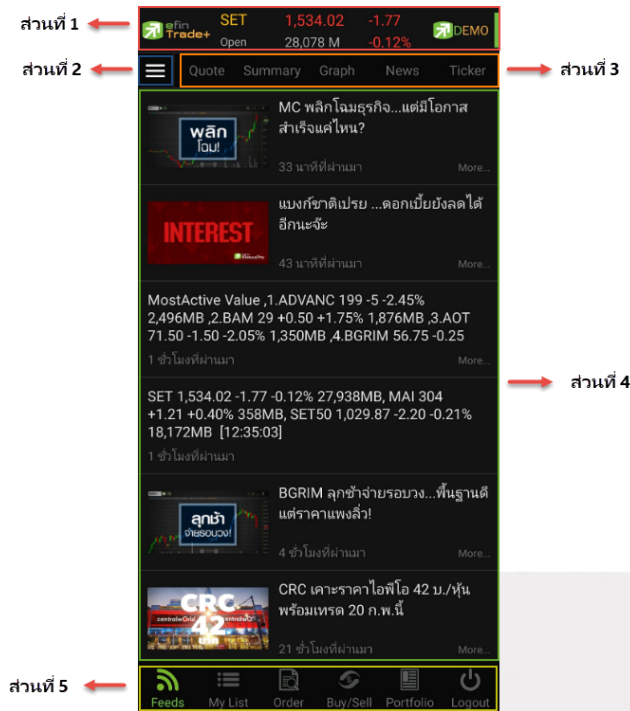 ส่วนที่ 1
efin
Trade+
SET 1,534.02 -1.77
Open 28,078 M -0.12%
DEMO
ส่วนที่ 2
Quote Summary Graph News Ticker
ส่วนที่ 3
พลิก
โฉม!
MC พลิกโฉมธุรกิจ...แต่มีโอกาส
สำเร็จแค่ไหน?
33 นาทีที่ผ่านมา More...
INTEREST
แบงก์ชาติเปรย ...ดอกเบี้ยยังลดได้
อีกนะจ๊ะ
43 นาทีที่ผ่านมา More...
MostActive Value ,1.ADVANC 199 -5 -2.45%
2,496MB ,2.BAM 29 +0.50 +1.75% 1,876MB ,3.AOT
71.50 -1.50 -2.05% 1,350MB ,4.BGRIM 56.75 -0.25
1 ชั่วโมงที่ผ่านมา More...
ส่วนที่ 4
SET 1,534.02 -1.77 -0.12% 27,938MB, MAI 304
+1.21 +0.40% 358MB, SET50 1,029.87 -2.20 -0.21%
18,172MB [12:35:03]
1 ชั่วโมงที่ผ่านมา
ลุกช้า
จ่ายรอบวง!
BGRIM ลุกช้าจ่ายรอบวง...พื้นฐานดี
แต่ราคาแพงลิ่ว!
4 ชั่วโมงที่ผ่านมา More...
CRC
42
บาท
CRC เคาะราคาไอพีโอ 42 บ./หุ้น
พร้อมเทรด 20 ก.พ.นี้
21 ชั่วโมงที่ผ่านมา More...
ส่วนที่ 5
Feeds My List Order Buy/Sell Portfolio Logout